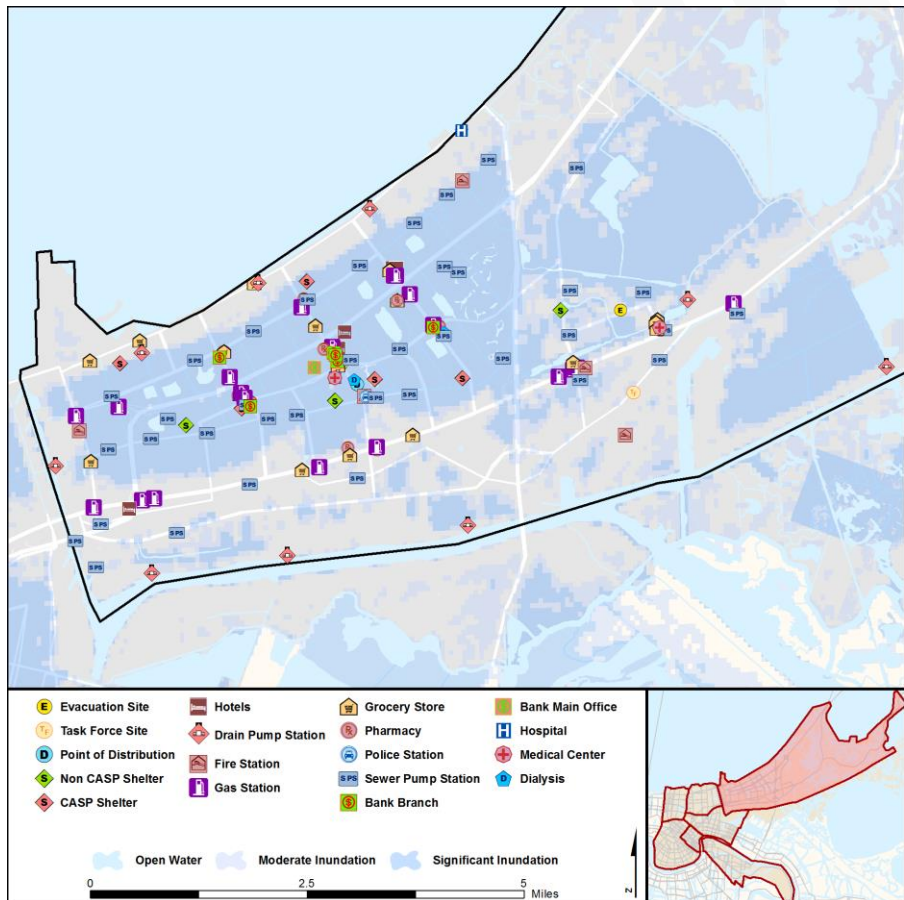 Evacuation Site
Task Force Site
Point of Distribution
Non CASP Shelter
CASP Shelter
Hotels
Drain Pump Station
Fire Station
Gas Station
Grocery Store
Pharmacy
Police Station
Sewer Pump Station
Bank Branch
Bank Main Office
Hospital
Medical Center
Dialysis
Open Water
Moderate Inundation
Significant Inundation
0
2.5
5
Miles
N